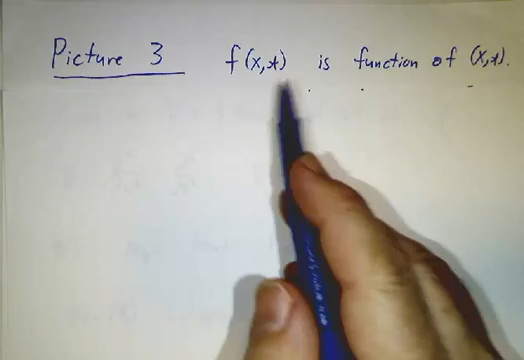 Picture 3 f(x,t) is function of (x,t).